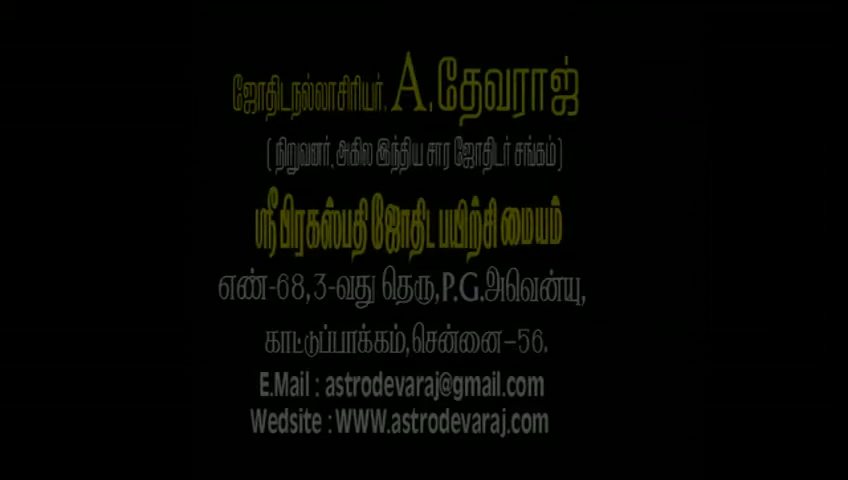 ஜோதிடநல்லாசிரியர். A.தேவராஜ்
( நிறுவனர், அகில இந்திய சார ஜோதிடர் சங்கம்)
ஸ்ரீ பிரகஸ்பதி ஜோதிட பயிற்சி மையம்
எண்-68,3-வது தெரு,P.G.அவென்யு,
காட்டுப்பாக்கம்,சென்னை-56.
E.Mail : astrodevaraj@gmail.com
Wedsite : WWW.astrodevaraj.com